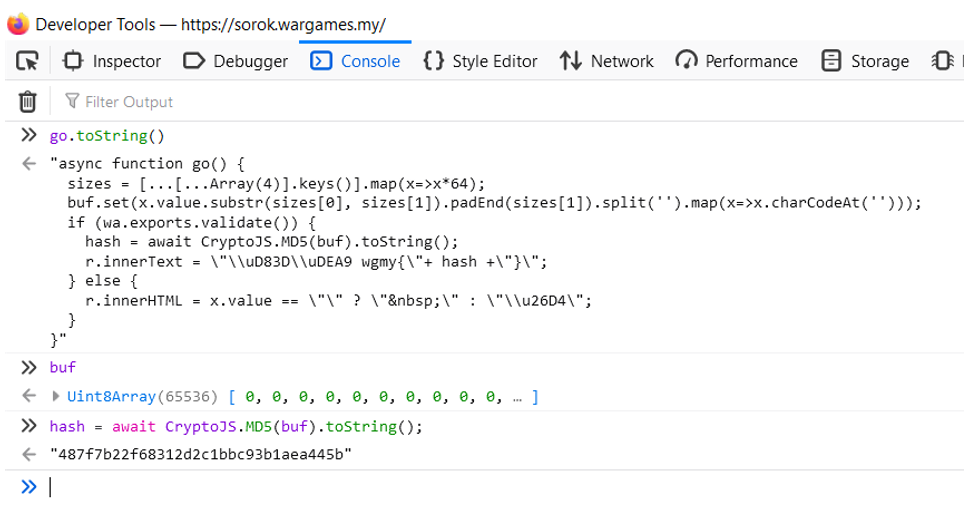 Developer Tools — https://sorok.wargames.my/
Inspector Debugger Console Style Editor Network Performance Storage
Filter Output
go.toString()
"async function go() {
sizes = [...[...Array(4)].keys()].map(x=>x*64);
buf.set(x.value.substr(sizes[0], sizes[1]).padEnd(sizes[1]).split('').map(x=>x.charCodeAt('')));
if (wa.exports.validate()) {
hash = await CryptoJS.MD5(buf).toString();
r.innerText = \"\\uD83D\\uDEA9 wgmy{\"+ hash +\"}\";
} else {
r.innerHTML = x.value == \"\" ? \"&nbsp;\" : \"\\u26D4\";
}
}"
buf
Uint8Array(65536) [ 0, 0, 0, 0, 0, 0, 0, 0, 0, 0, … ]
hash = await CryptoJS.MD5(buf).toString();
"487f7b22f68312d2c1bbc93b1aea445b"